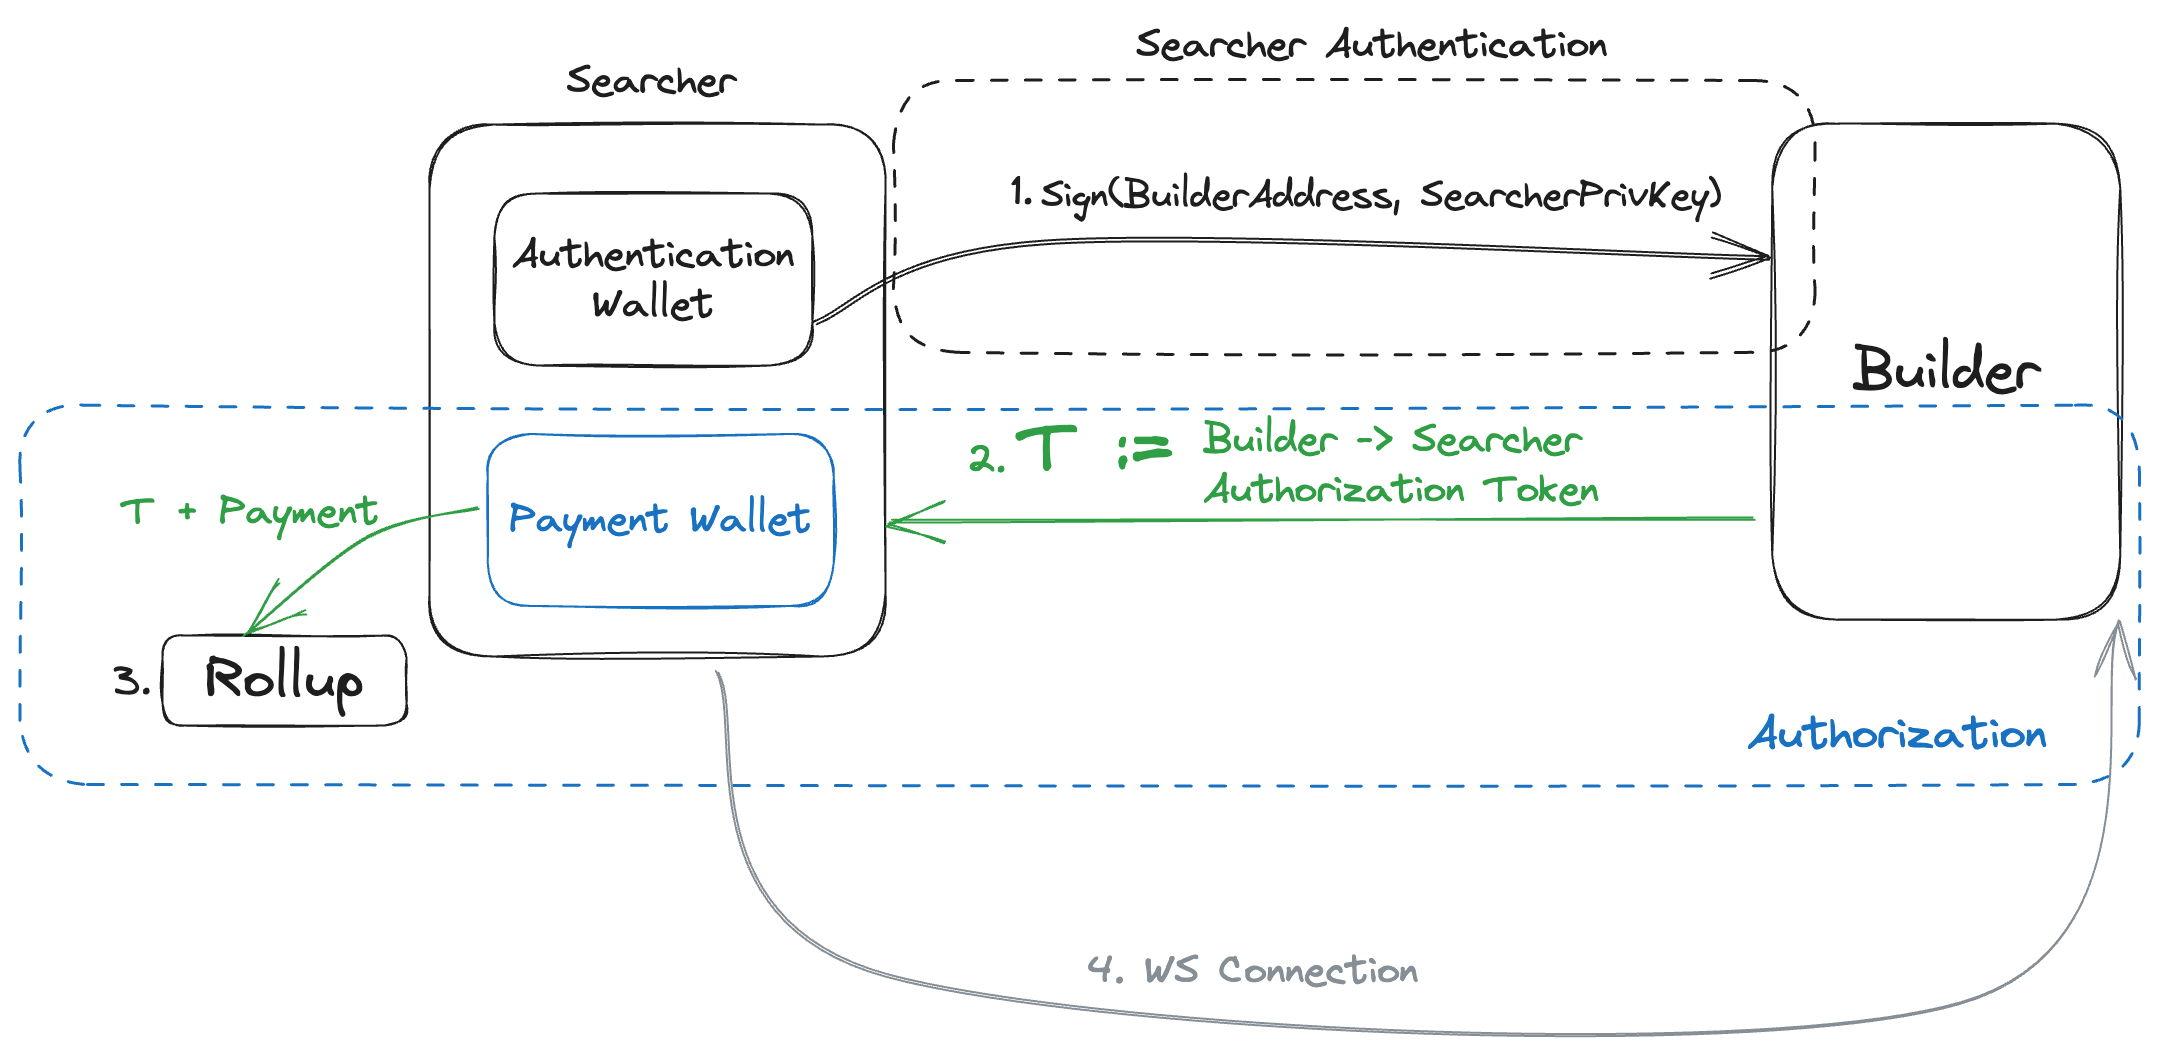 Searcher Authentication
Searcher
1. Sign(BuilderAddress, SearcherPrivKey)
Authentication
Wallet
Builder
2. T := Builder -> Searcher
Authorization Token
T + Payment
Payment Wallet
3. Rollup
Authorization
4. WS Connection